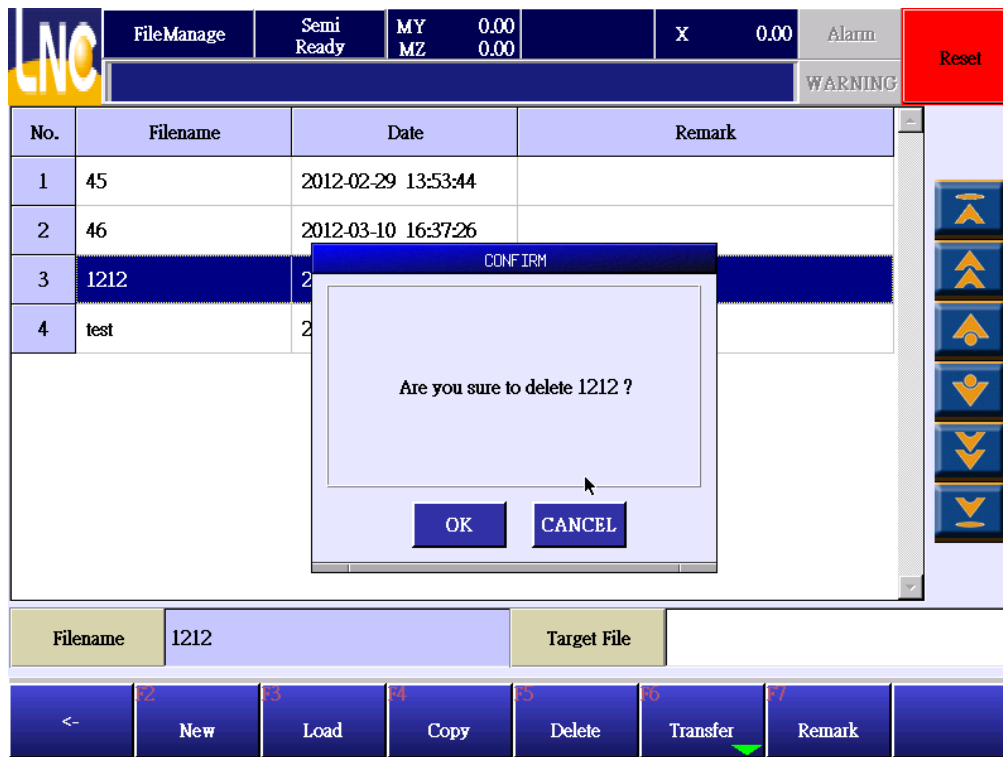 LNC
FileManage
Semi
Ready
MY 0.00
MZ 0.00
X 0.00
Alarm
WARNING
Reset
No. Filename Date Remark
1 45 2012-02-29 13:53:44
2 46 2012-03-10 16:37:26
3 1212 2
4 test 2
CONFIRM
Are you sure to delete 1212 ?
OK CANCEL
Filename 1212 Target File
<-
F2 New
F3 Load
F4 Copy
F5 Delete
F6 Transfer
F7 Remark